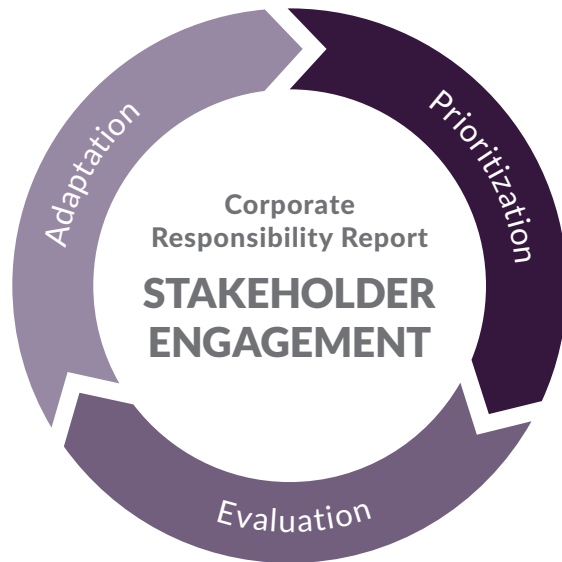 Adaptation
Prioritization
Corporate
Responsibility Report
STAKEHOLDER
ENGAGEMENT
Evaluation